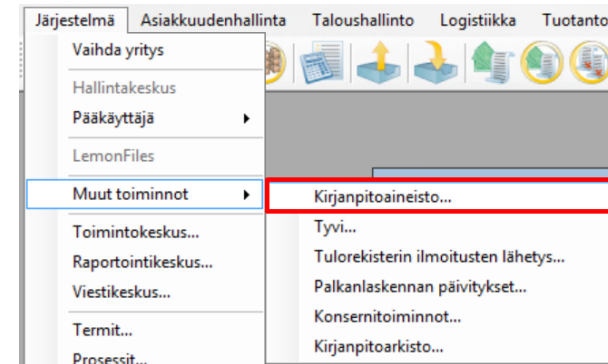 Järjestelmä Asiakkuudenhallinta Taloushallinto Logistiikka Tuotanto
Vaihda yritys
Hallintakeskus
Pääkäyttäjä
LemonFiles
Muut toiminnot
Kirjanpitoaineisto...
Tyvi...
Toimintokeskus...
Tulorekisterin ilmoitusten lähetys...
Raportointikeskus...
Palkanlaskennan päivitykset...
Viestikeskus...
Konsernitoiminnot...
Termit...
Kirjanpitoarkisto...
Prosessit...